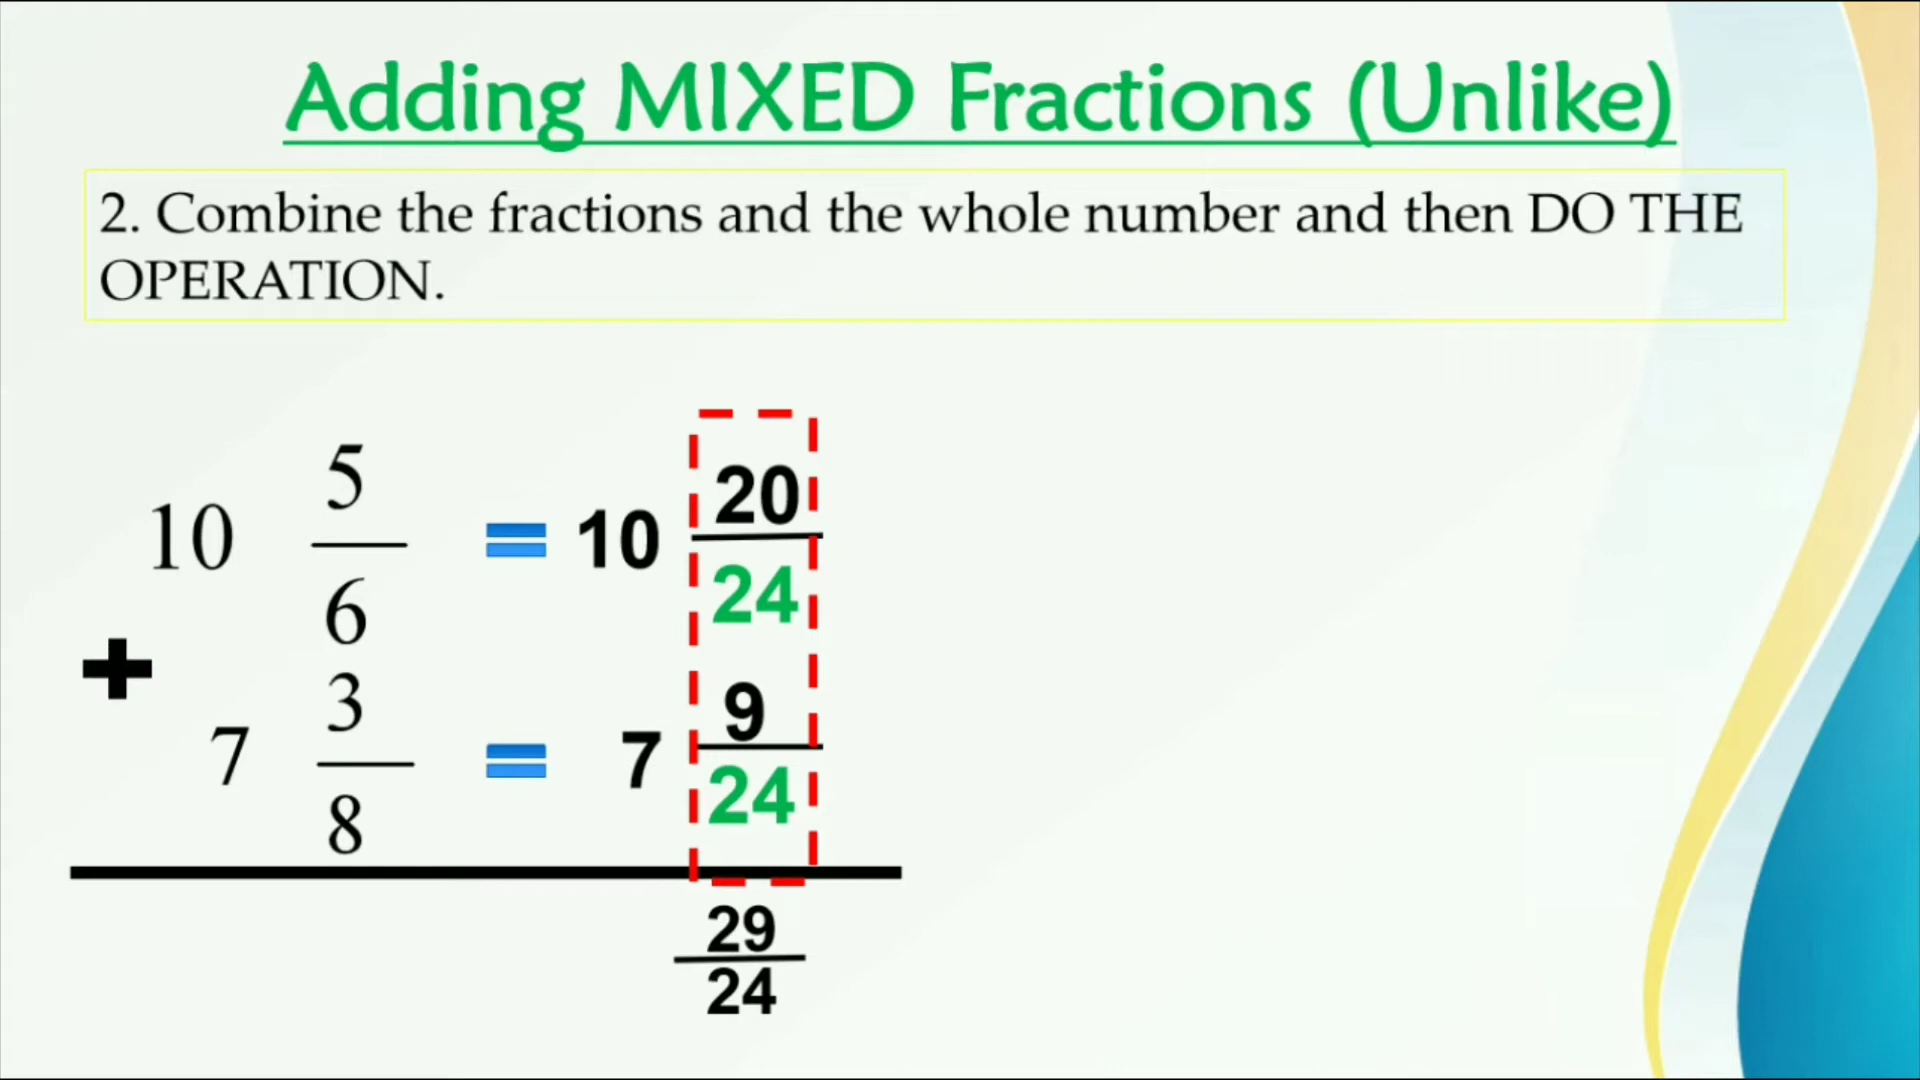 Adding MIXED Fractions (Unlike)
2. Combine the fractions and the whole number and then DO THE
OPERATION.
10 5/6 = 10 20/24
+
7 3/8 = 7 9/24
29/24